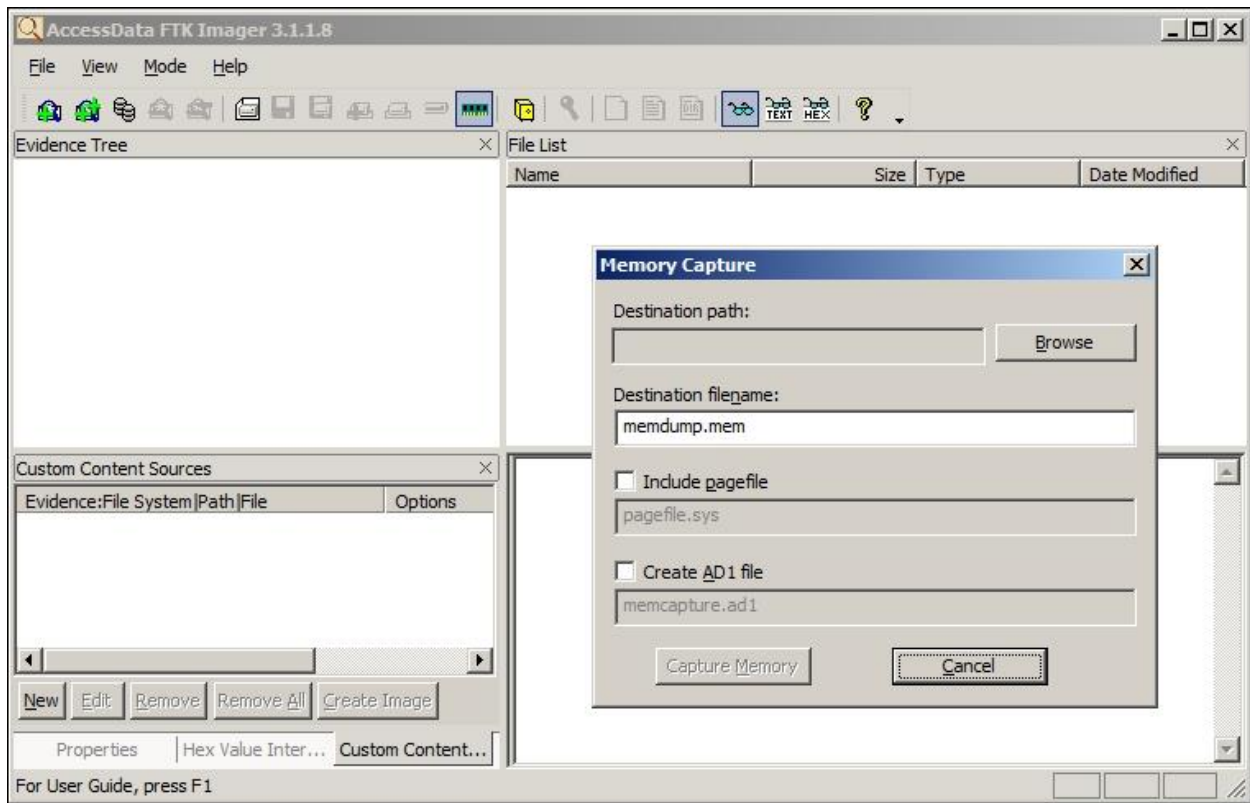 AccessData FTK Imager 3.1.1.8
File View Mode Help
TEXT HEX
Evidence Tree
File List
Name Size Type Date Modified
Memory Capture
Destination path:
Browse
Destination filename:
memdump.mem
Include pagefile
pagefile.sys
Create AD1 file
memcapture.ad1
Capture Memory Cancel
Custom Content Sources
Evidence:File System|Path|File Options
New Edit Remove Remove All Create Image
Properties Hex Value Inter... Custom Content...
For User Guide, press F1